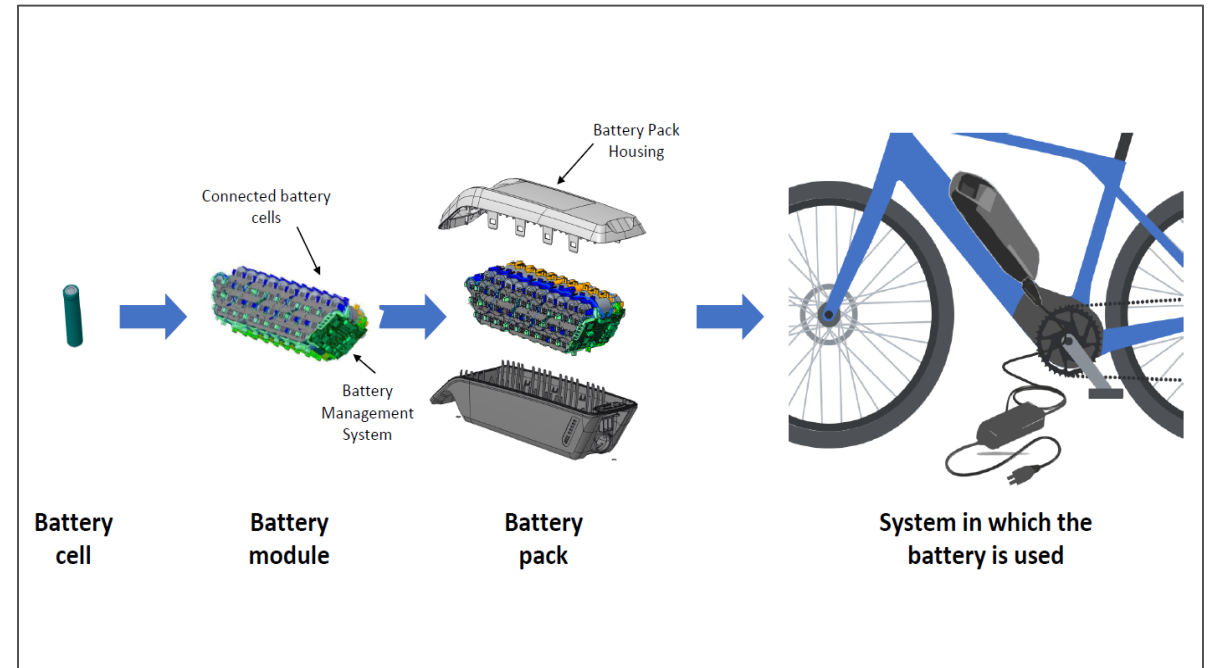 Battery Pack
Housing
Connected battery
cells
Battery
Management
System
Battery
cell
Battery
module
Battery
pack
System in which the
battery is used